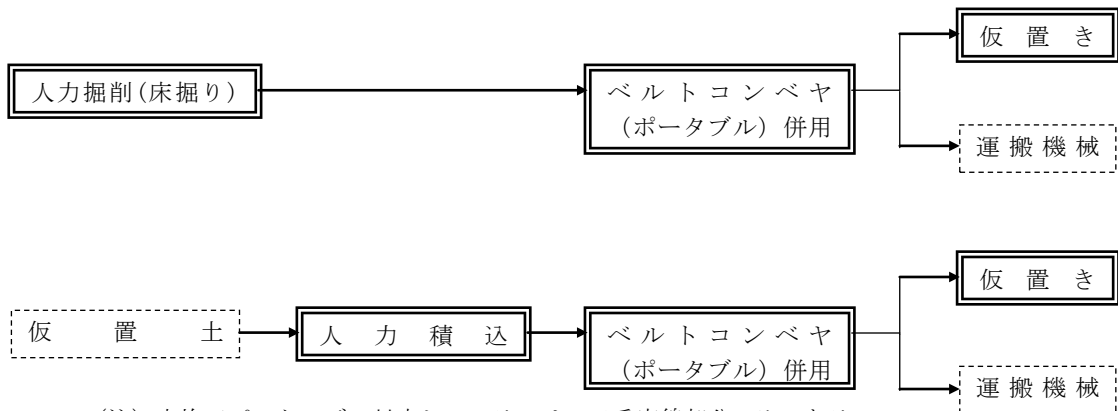 仮置き
人力掘削(床掘り)
ベルトコンベヤ
(ポータブル)併用
運搬機械
仮置き
仮置土
人力積込
ベルトコンベヤ
(ポータブル)併用
運搬機械